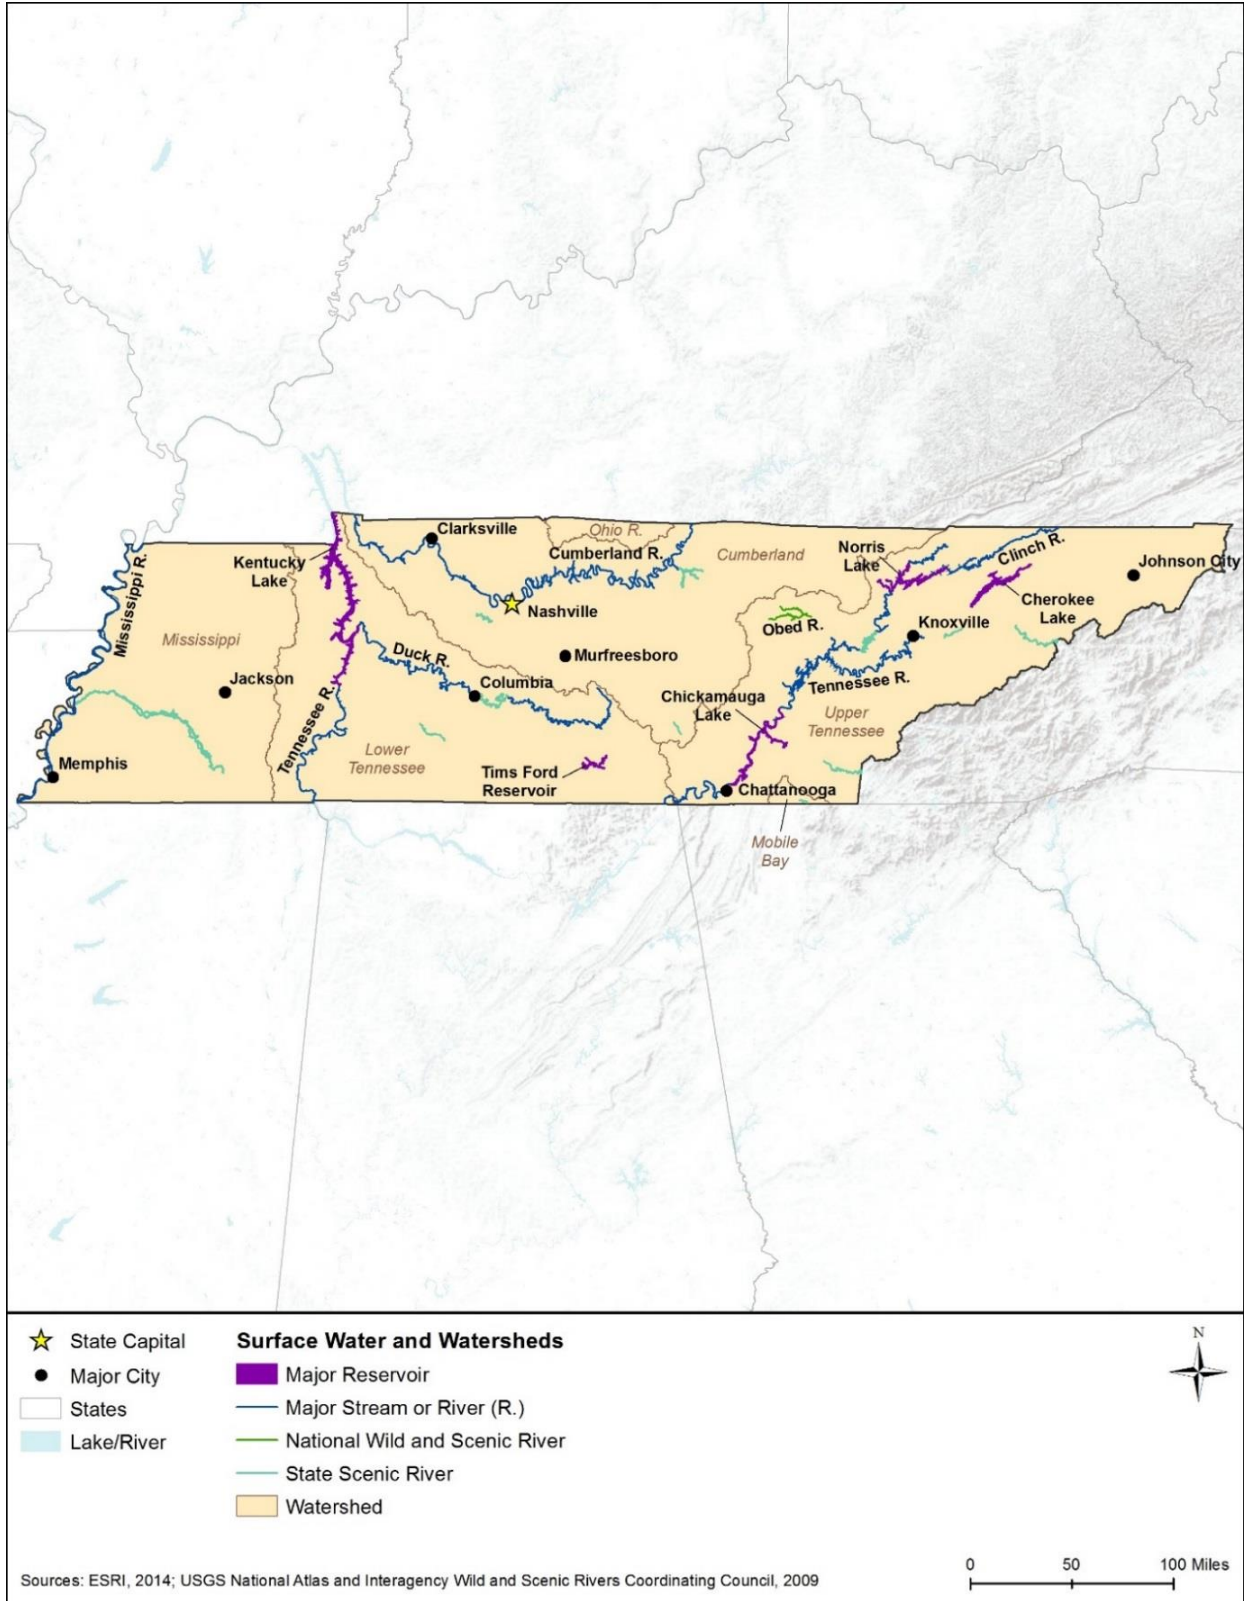 Clarksville
Ohio R.
Cumberland R.
Cumberland
Norris
Lake
Clinch R.
Johnson City
Kentucky
Lake
Mississippi R.
Mississippi
Nashville
Cherokee
Lake
Obed R.
Knoxville
Duck R.
Murfreesboro
Jackson
Columbia
Tennessee R.
Chickamauga
Lake
Tennessee R.
Upper
Tennessee
Memphis
Lower
Tennessee
Tims Ford
Reservoir
Chattanooga
Mobile
Bay
State Capital
Major City
States
Lake/River
Surface Water and Watersheds
Major Reservoir
Major Stream or River (R.)
National Wild and Scenic River
State Scenic River
Watershed
N
0 50 100 Miles
Sources: ESRI, 2014; USGS National Atlas and Interagency Wild and Scenic Rivers Coordinating Council, 2009